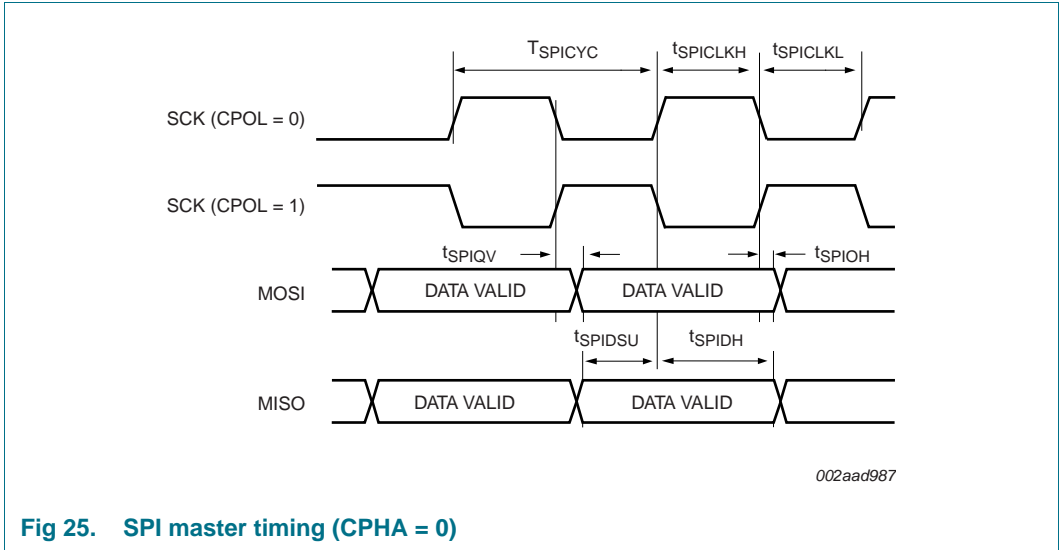 TSPICYC tSPICLKH tSPICLKL
SCK (CPOL = 0)
SCK (CPOL = 1)
tSPIQV tSPIOH
MOSI DATA VALID DATA VALID
tSPIDSU tSPIDH
MISO DATA VALID DATA VALID
002aad987
Fig 25. SPI master timing (CPHA = 0)